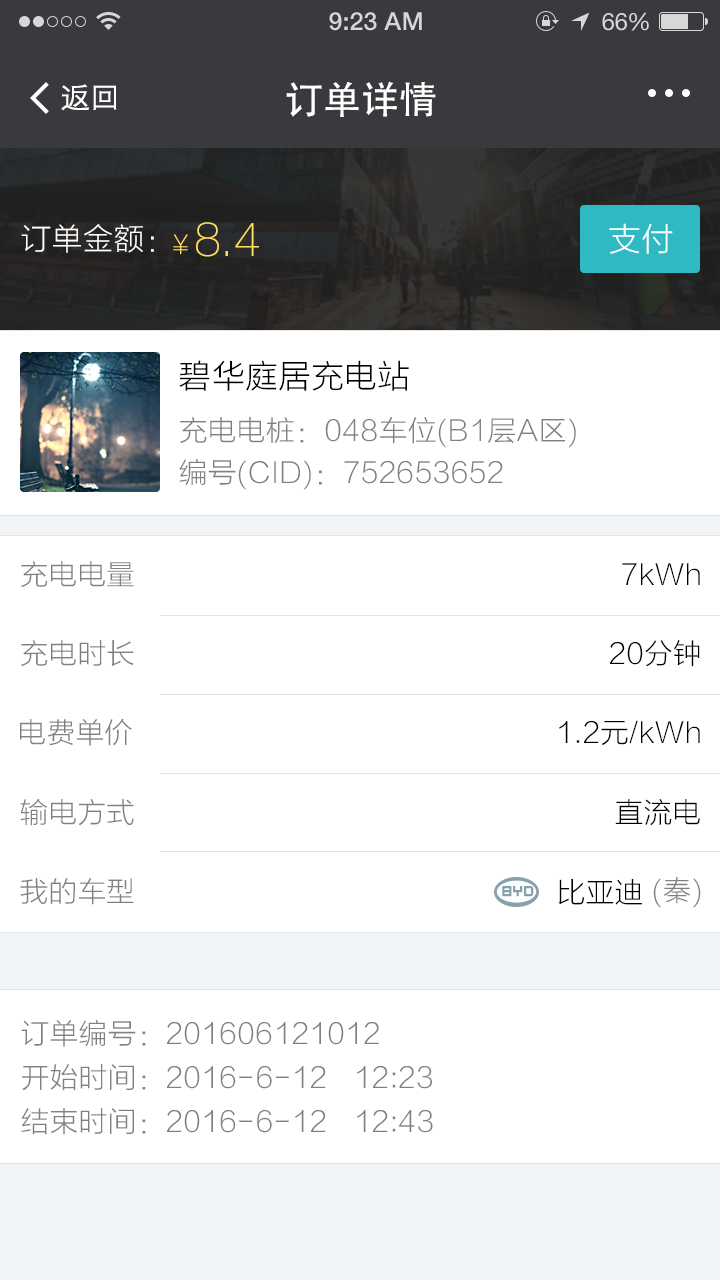 9:23 AM 66%
返回 订单详情
订单金额： ¥8.4 支付
碧华庭居充电站
充电电桩：048车位(B1层A区)
编号(CID)：752653652
充电电量 7kWh
充电时长 20分钟
电费单价 1.2元/kWh
输电方式 直流电
我的车型 BYD 比亚迪 (秦)
订单编号：201606121012
开始时间：2016-6-12 12:23
结束时间：2016-6-12 12:43